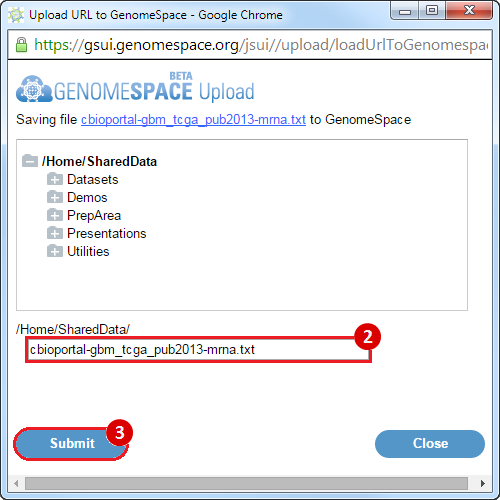 Upload URL to GenomeSpace - Google Chrome
https://gsui.genomespace.org/jsui//upload/loadUrlToGenomespac
BETA
GENOMESPACE Upload
Saving file cbioportal-gbm_tcga_pub2013-mrna.txt to GenomeSpace
/Home/SharedData
Datasets
Demos
PrepArea
Presentations
Utilities
/Home/SharedData/
2
cbioportal-gbm_tcga_pub2013-mrna.txt
3
Submit
Close